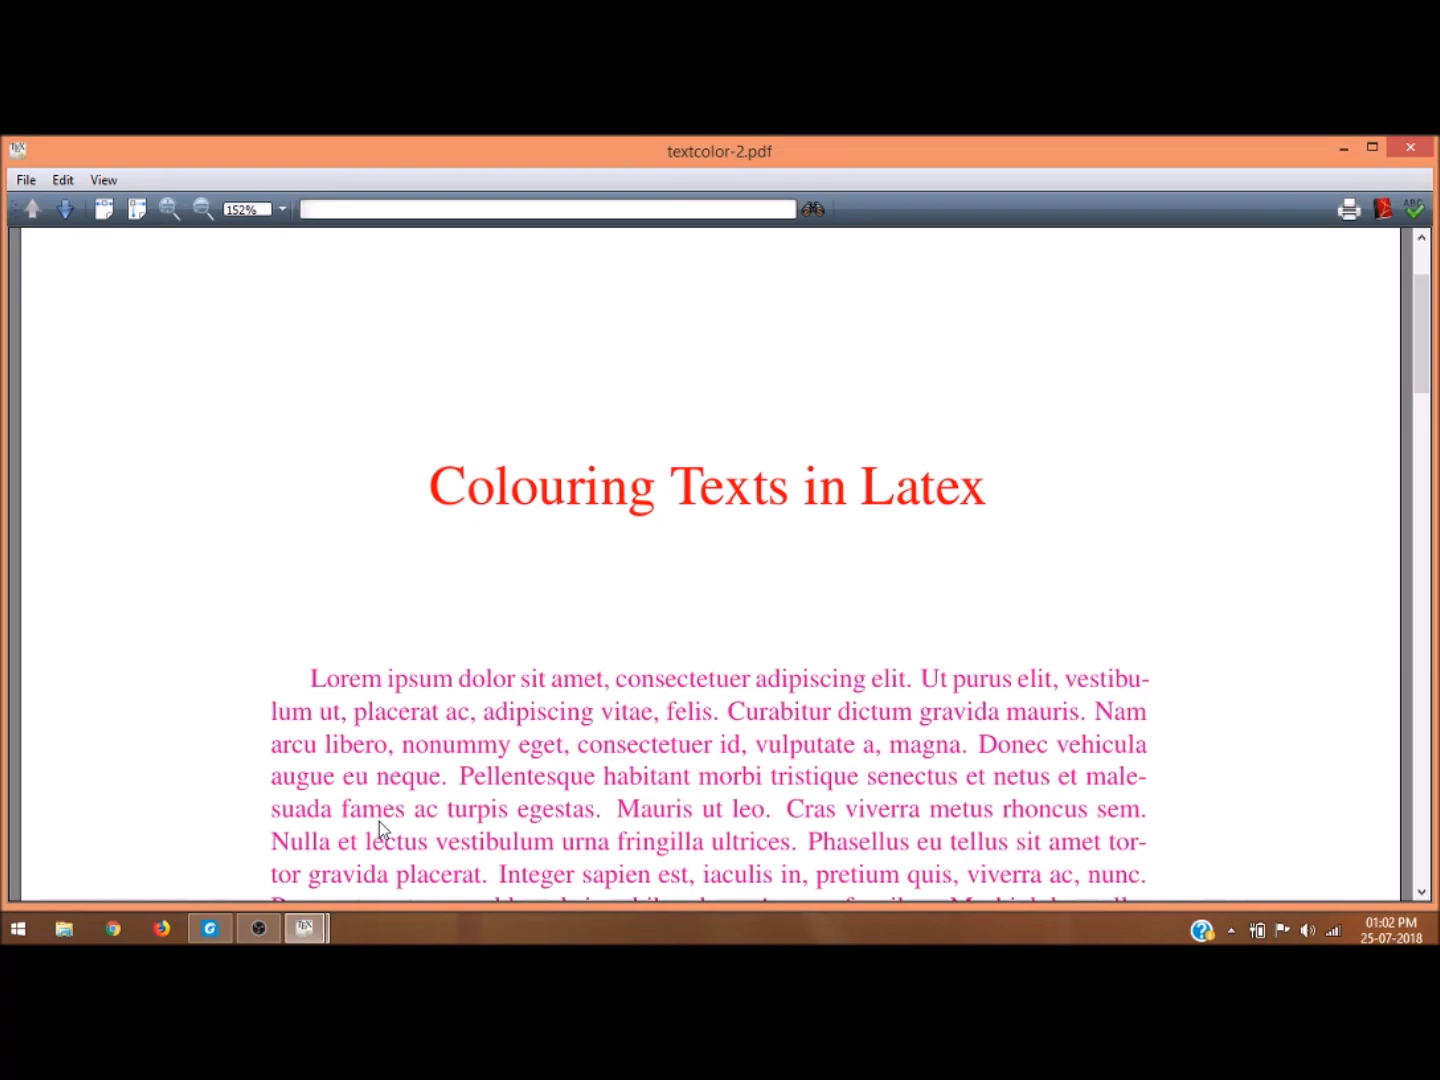 textcolor-2.pdf
File Edit View
152%
Colouring Texts in Latex
Lorem ipsum dolor sit amet, consectetuer adipiscing elit. Ut purus elit, vestibu-
lum ut, placerat ac, adipiscing vitae, felis. Curabitur dictum gravida mauris. Nam
arcu libero, nonummy eget, consectetuer id, vulputate a, magna. Donec vehicula
augue eu neque. Pellentesque habitant morbi tristique senectus et netus et male-
suada fames ac turpis egestas. Mauris ut leo. Cras viverra metus rhoncus sem.
Nulla et lectus vestibulum urna fringilla ultrices. Phasellus eu tellus sit amet tor-
tor gravida placerat. Integer sapien est, iaculis in, pretium quis, viverra ac, nunc.
01:02 PM
25-07-2018